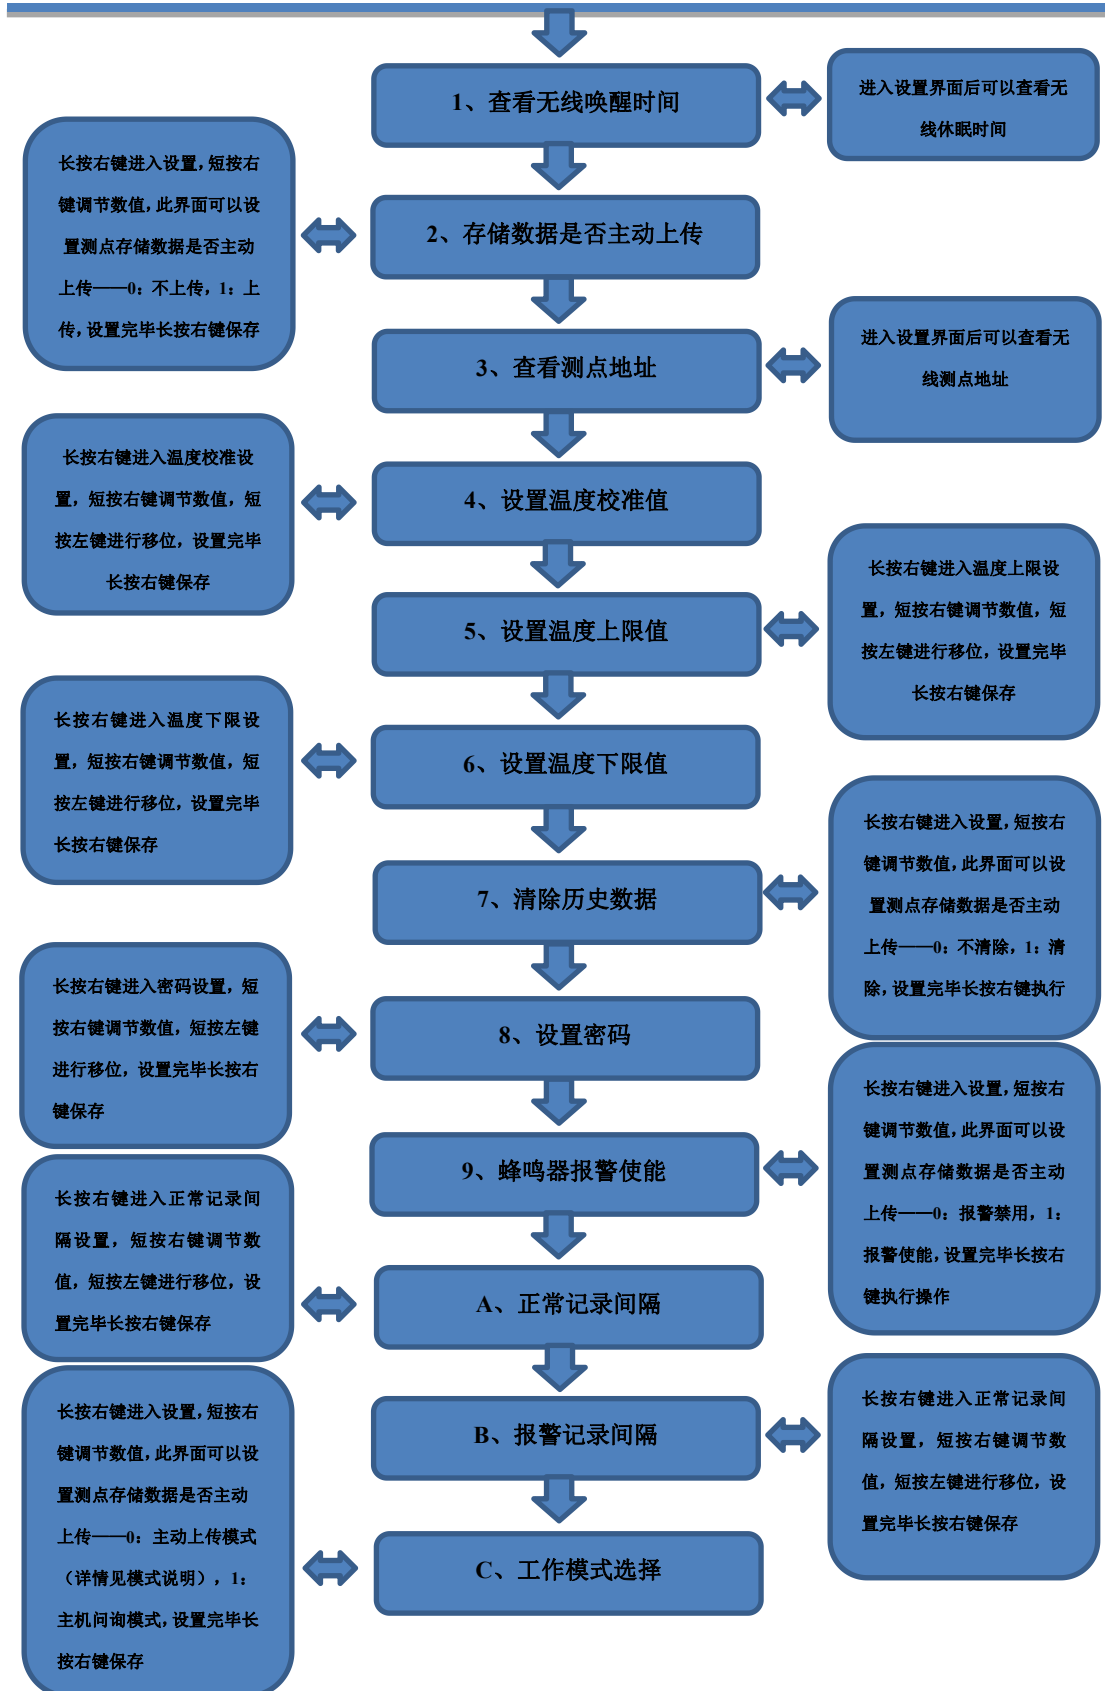 1、查看无线唤醒时间
进入设置界面后可以查看无
线休眠时间
长按右键进入设置，短按右
键调节数值，此界面可以设
置测点存储数据是否主动
上传——0：不上传，1：上
传，设置完毕长按右键保存
2、存储数据是否主动上传
3、查看测点地址
进入设置界面后可以查看无
线测点地址
长按右键进入温度校准设
置，短按右键调节数值，短
按左键进行移位，设置完毕
长按右键保存
4、设置温度校准值
5、设置温度上限值
长按右键进入温度上限设
置，短按右键调节数值，短
按左键进行移位，设置完毕
长按右键保存
长按右键进入温度下限设
置，短按右键调节数值，短
按左键进行移位，设置完毕
长按右键保存
6、设置温度下限值
7、清除历史数据
长按右键进入设置，短按右
键调节数值，此界面可以设
置测点存储数据是否主动
上传——0：不清除，1：清
除，设置完毕长按右键执行
长按右键进入密码设置，短
按右键调节数值，短按左键
进行移位，设置完毕长按右
键保存
8、设置密码
9、蜂鸣器报警使能
长按右键进入设置，短按右
键调节数值，此界面可以设
置测点存储数据是否主动
上传——0：报警禁用，1：
报警使能，设置完毕长按右
键执行操作
长按右键进入正常记录间
隔设置，短按右键调节数
值，短按左键进行移位，设
置完毕长按右键保存
A、正常记录间隔
B、报警记录间隔
长按右键进入正常记录间
隔设置，短按右键调节数
值，短按左键进行移位，设
置完毕长按右键保存
长按右键进入设置，短按右
键调节数值，此界面可以设
置测点存储数据是否主动
上传——0：主动上传模式
（详情见模式说明），1：
主机问询模式，设置完毕长
按右键保存
C、工作模式选择